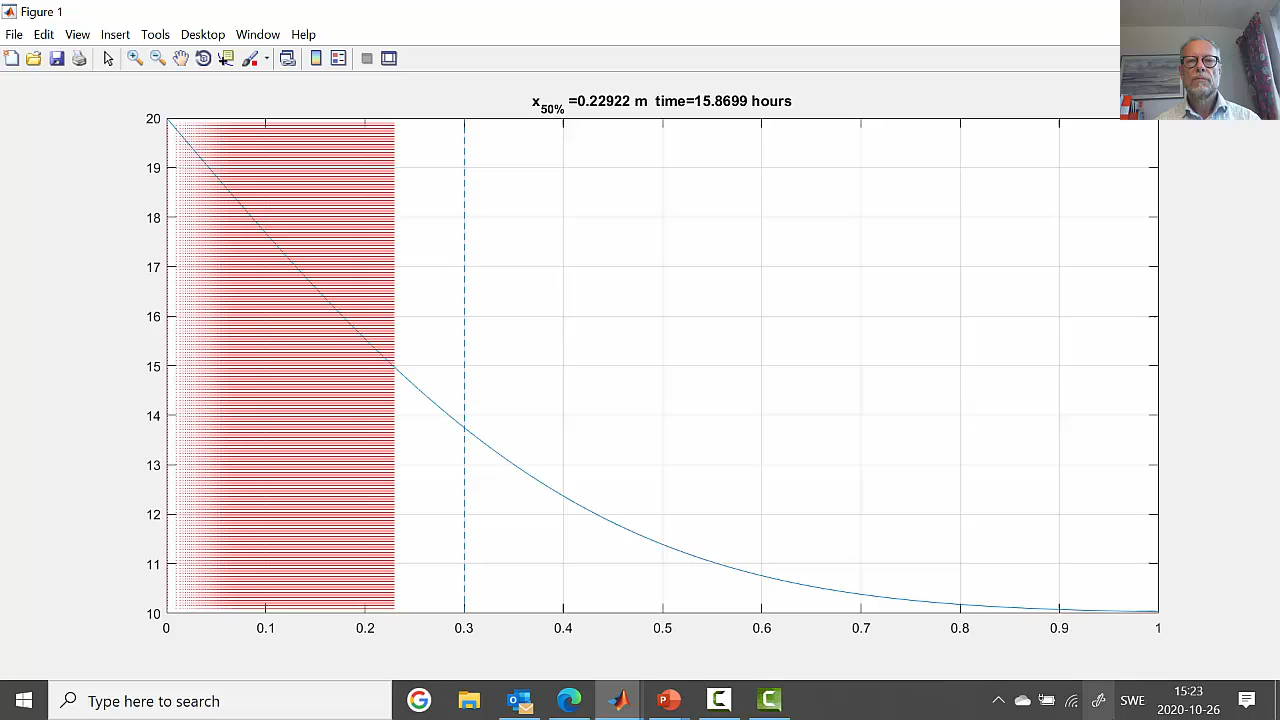 Figure 1
File Edit View Insert Tools Desktop Window Help
x50% =0.22922 m time=15.8699 hours
20
19
18
17
16
15
14
13
12
11
10
0 0.1 0.2 0.3 0.4 0.5 0.6 0.7 0.8 0.9 1
Type here to search
SWE
15:23
2020-10-26